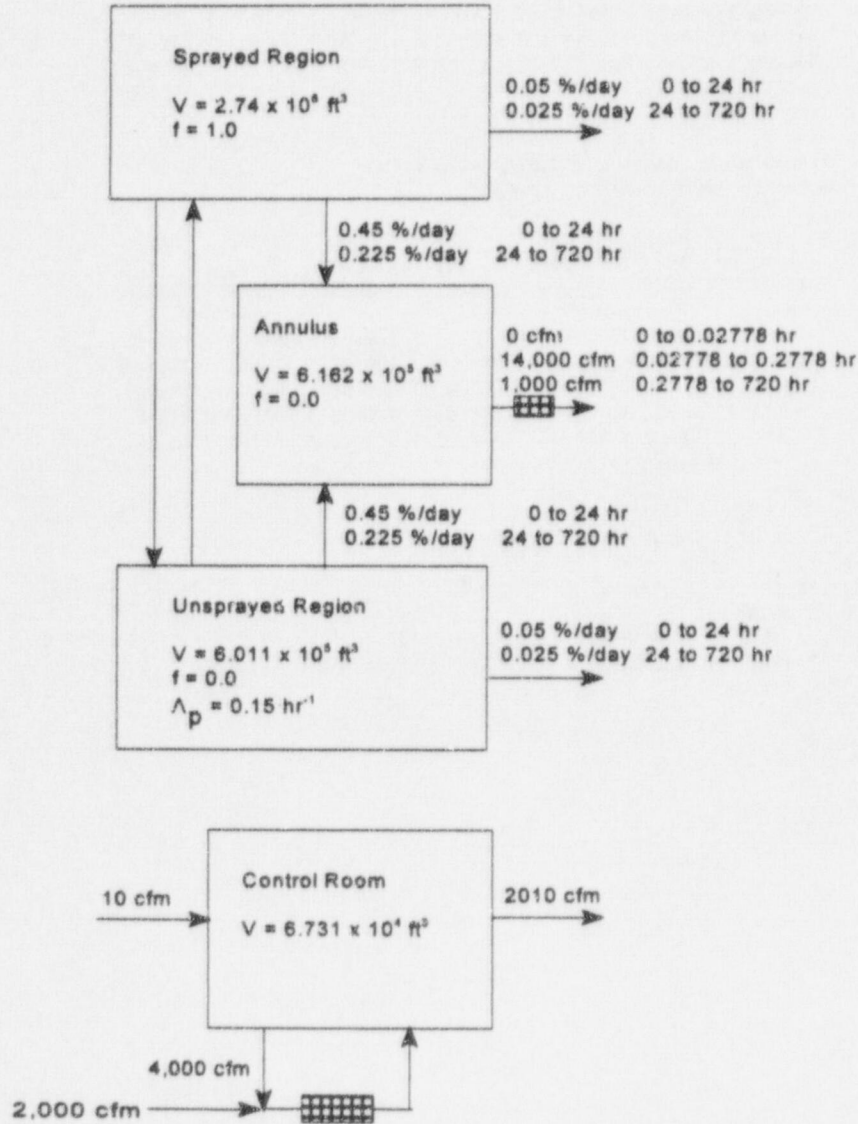 Sprayed Region
V = 2.74 x 10⁶ ft³
f = 1.0
0.05 %/day 0 to 24 hr
0.025 %/day 24 to 720 hr
0.45 %/day 0 to 24 hr
0.225 %/day 24 to 720 hr
Annulus
V = 6.162 x 10⁵ ft³
f = 0.0
0 cfm 0 to 0.02778 hr
14,000 cfm 0.02778 to 0.2778 hr
1,000 cfm 0.2778 to 720 hr
0.45 %/day 0 to 24 hr
0.225 %/day 24 to 720 hr
Unsprayed Region
V = 6.011 x 10⁵ ft³
f = 0.0
Λp = 0.15 hr⁻¹
0.05 %/day 0 to 24 hr
0.025 %/day 24 to 720 hr
Control Room
V = 6.731 x 10⁴ ft³
10 cfm
2010 cfm
4,000 cfm
2,000 cfm